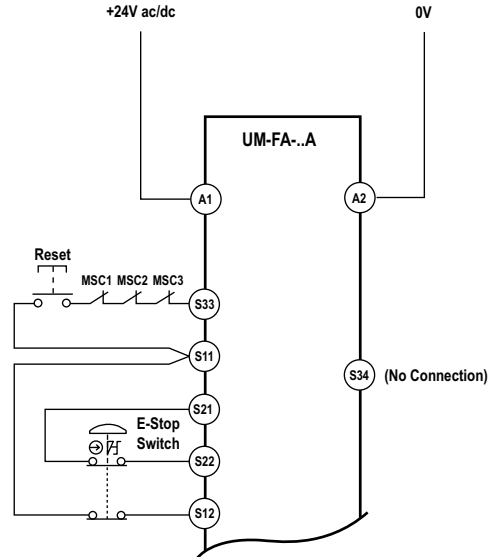 +24V ac/dc
0V
UM-FA-..A
A1
A2
Reset
MSC1 MSC2 MSC3
S33
S11
S34 (No Connection)
S21
E-Stop
Switch
S22
S12